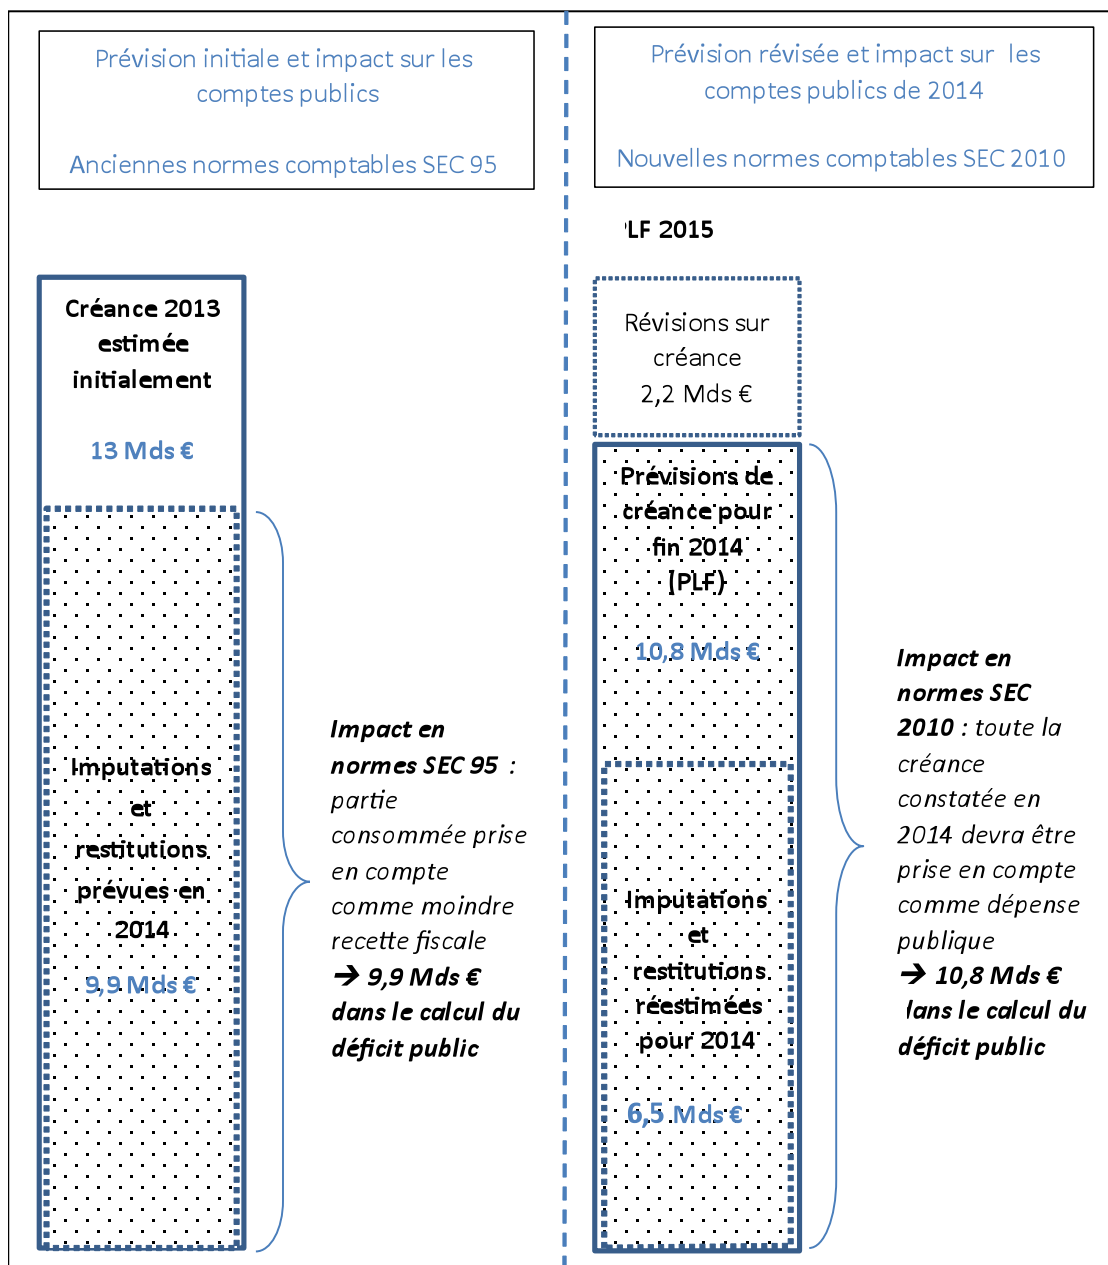 Prévision initiale et impact sur les
comptes publics
Anciennes normes comptables SEC 95
Prévision révisée et impact sur les
comptes publics de 2014
Nouvelles normes comptables SEC 2010
LF 2015
Créance 2013
estimée
initialement
13 Mds €
Imputations
et
restitutions
prévues en
2014
9,9 Mds €
Impact en
normes SEC 95 :
partie
consommée prise
en compte
comme moindre
recette fiscale
→ 9,9 Mds €
dans le calcul du
déficit public
Révisions sur
créance
2,2 Mds €
Prévisions de
créance pour
fin 2014
(PLF)
10,8 Mds €
Imputations
et
restitutions
réestimées
pour 2014
6,5 Mds €
Impact en
normes SEC
2010 : toute la
créance
constatée en
2014 devra être
prise en compte
comme dépense
publique
→ 10,8 Mds €
ans le calcul du
déficit public